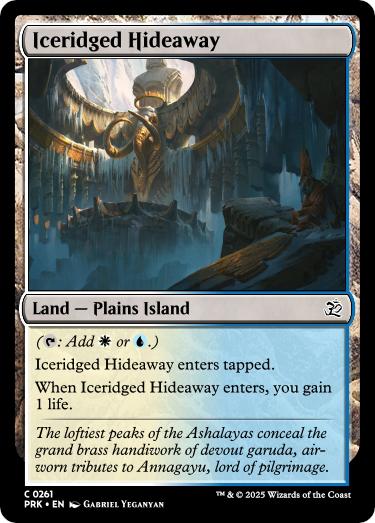 Iceridged Hideaway
Land — Plains Island
(: Add or .)
Iceridged Hideaway enters tapped.
When Iceridged Hideaway enters, you gain
1 life.
The loftiest peaks of the Ashalayas conceal the
grand brass handiwork of devout garuda, air-
worn tributes to Annagayu, lord of pilgrimage.
C 0261
PRK • EN Gabriel Yeganyan
™ & © 2025 Wizards of the Coast